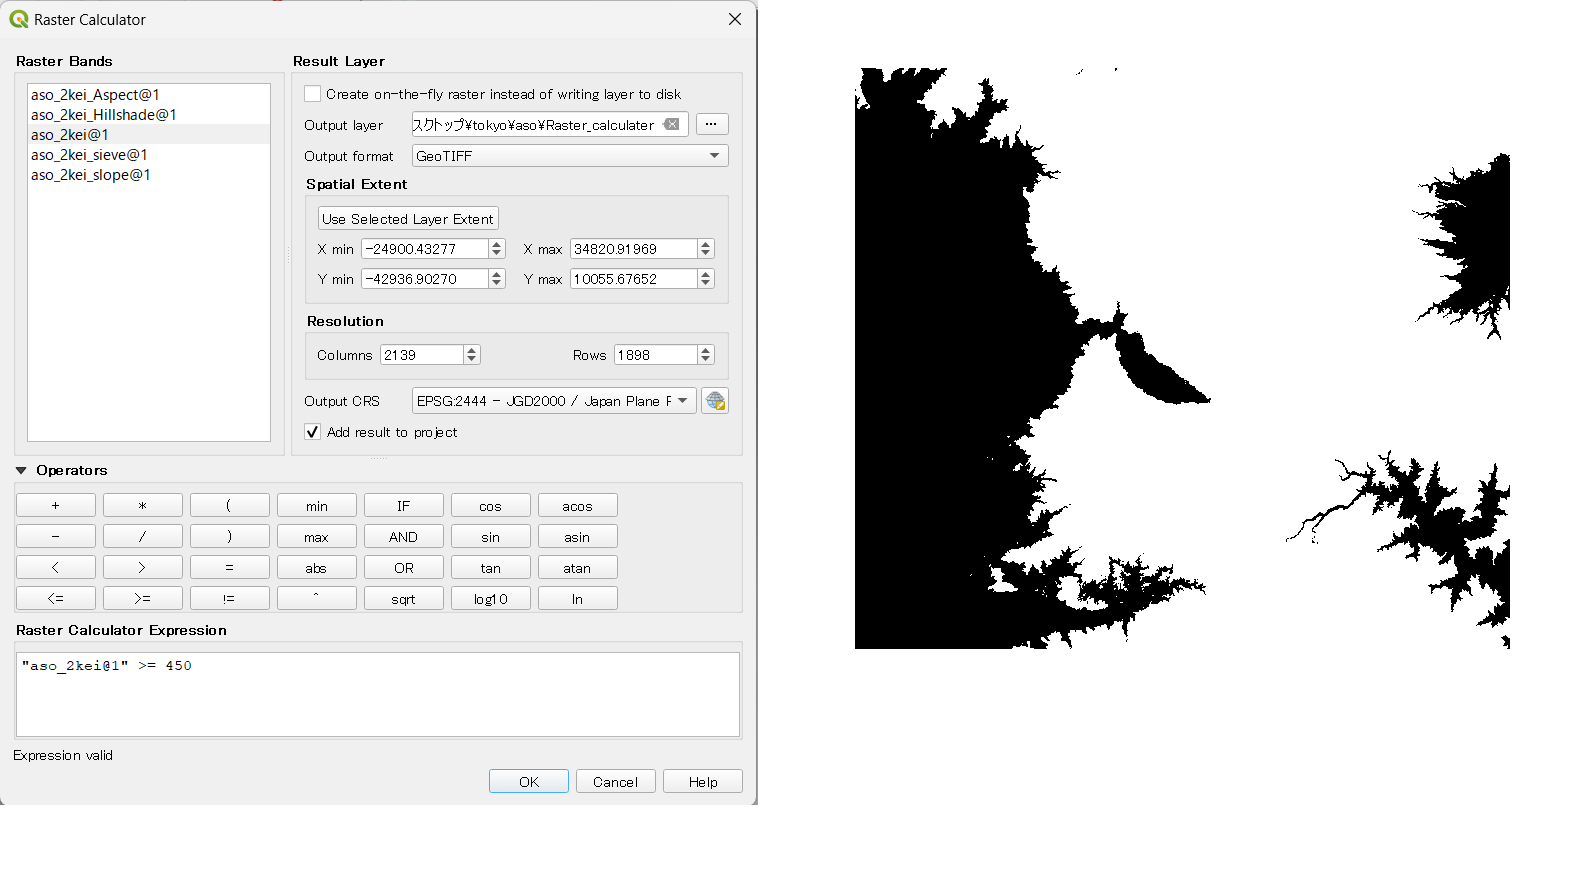 Raster Calculator
Raster Bands
aso_2kei_Aspect@1
aso_2kei_Hillshade@1
aso_2kei@1
aso_2kei_sieve@1
aso_2kei_slope@1
Result Layer
Create on-the-fly raster instead of writing layer to disk
Output layer スクトップ¥tokyo¥aso¥Raster_calculater ...
Output format GeoTIFF
Spatial Extent
Use Selected Layer Extent
X min -24900.43277 X max 34820.91969
Y min -42936.90270 Y max 10055.67652
Resolution
Columns 2139 Rows 1898
Output CRS EPSG:2444 - JGD2000 / Japan Plane F
Add result to project
Operators
+ * ( min IF cos acos
- / ) max AND sin asin
< > = abs OR tan atan
<= >= != ^ sqrt log10 ln
Raster Calculator Expression
"aso_2kei@1" >= 450
Expression valid
OK Cancel Help